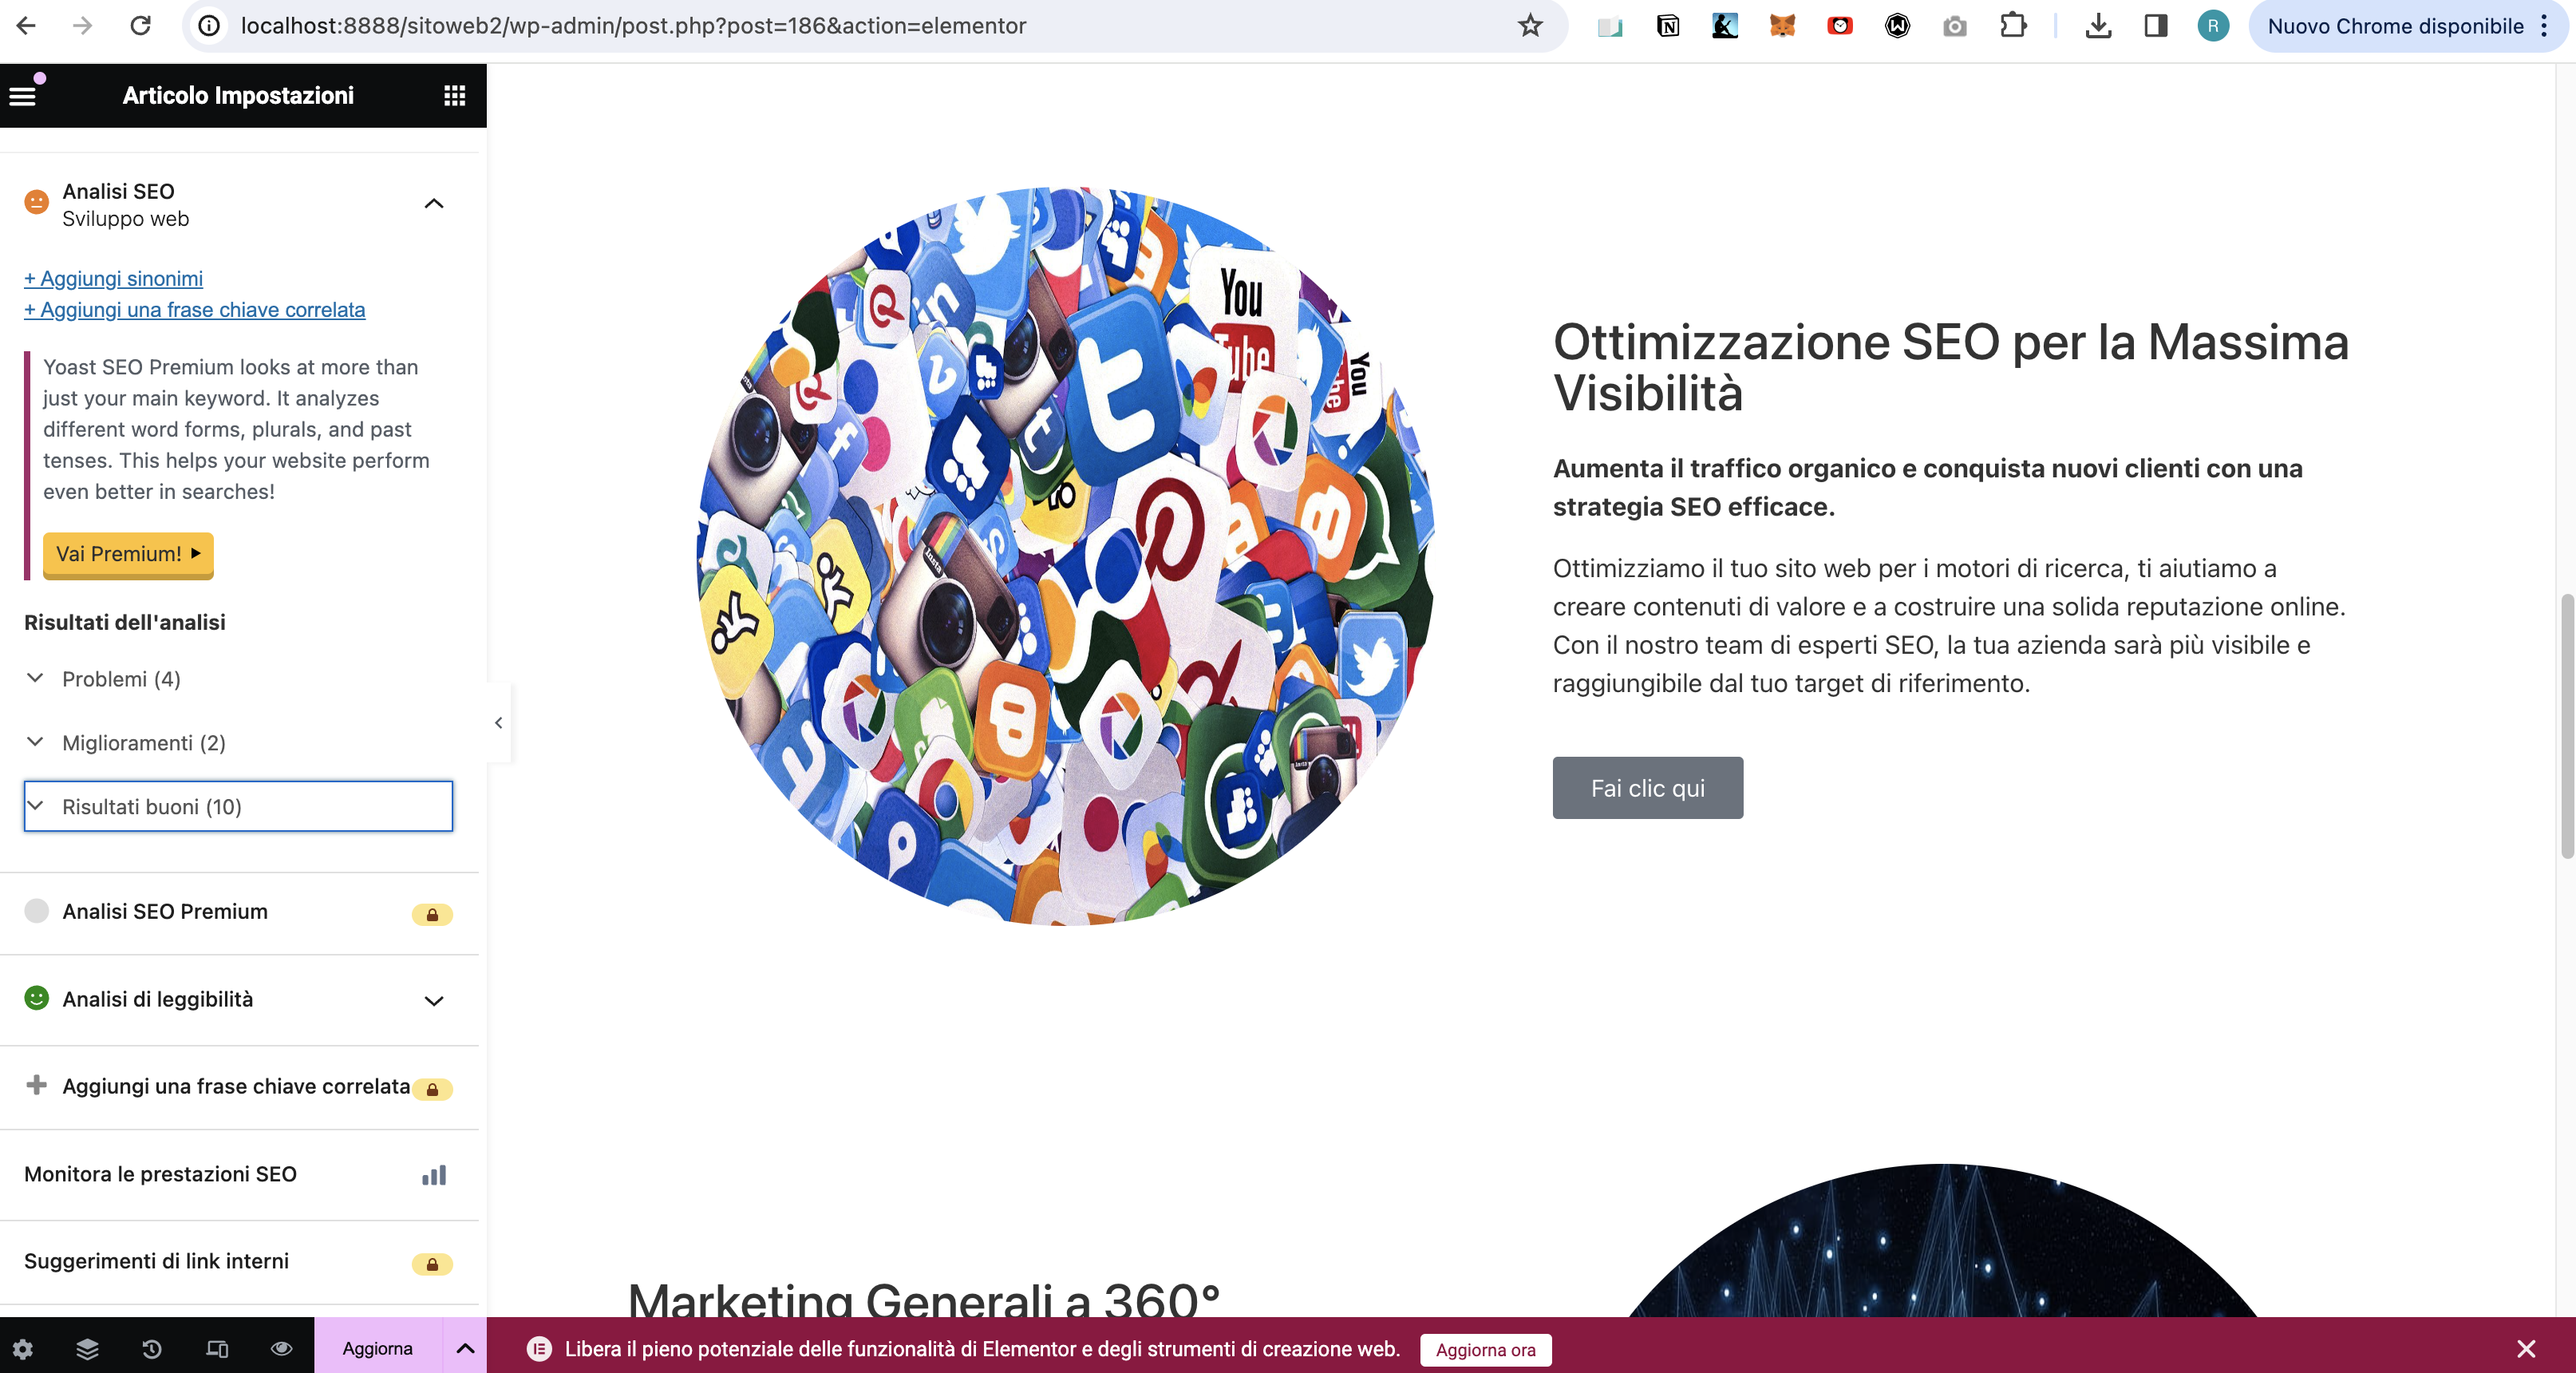 localhost:8888/sitoweb2/wp-admin/post.php?post=186&action=elementor
R
Nuovo Chrome disponibile
Articolo Impostazioni
Analisi SEO
Sviluppo web
+ Aggiungi sinonimi
+ Aggiungi una frase chiave correlata
Yoast SEO Premium looks at more than
just your main keyword. It analyzes
different word forms, plurals, and past
tenses. This helps your website perform
even better in searches!
Vai Premium!
Risultati dell'analisi
Problemi (4)
Miglioramenti (2)
Risultati buoni (10)
Analisi SEO Premium
Analisi di leggibilità
Aggiungi una frase chiave correlata
Monitora le prestazioni SEO
Suggerimenti di link interni
Aggiorna
You
Tube
You
in
Insta
Ottimizzazione SEO per la Massima
Visibilità
Aumenta il traffico organico e conquista nuovi clienti con una
strategia SEO efficace.
Ottimizziamo il tuo sito web per i motori di ricerca, ti aiutiamo a
creare contenuti di valore e a costruire una solida reputazione online.
Con il nostro team di esperti SEO, la tua azienda sarà più visibile e
raggiungibile dal tuo target di riferimento.
Fai clic qui
Marketing Generali a 360°
Libera il pieno potenziale delle funzionalità di Elementor e degli strumenti di creazione web.
Aggiorna ora